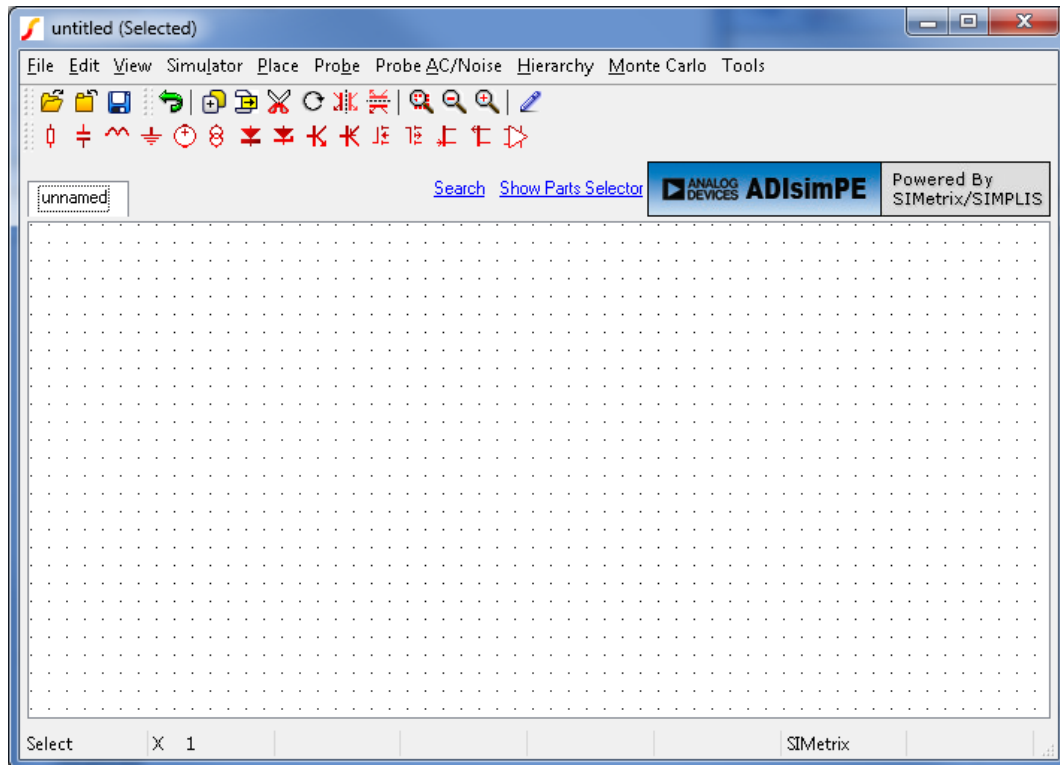 untitled (Selected)
File Edit View Simulator Place Probe Probe AC/Noise Hierarchy Monte Carlo Tools
unnamed Search Show Parts Selector ANALOG DEVICES ADIsimPE Powered By SIMetrix/SIMPLIS
Select X 1 SIMetrix